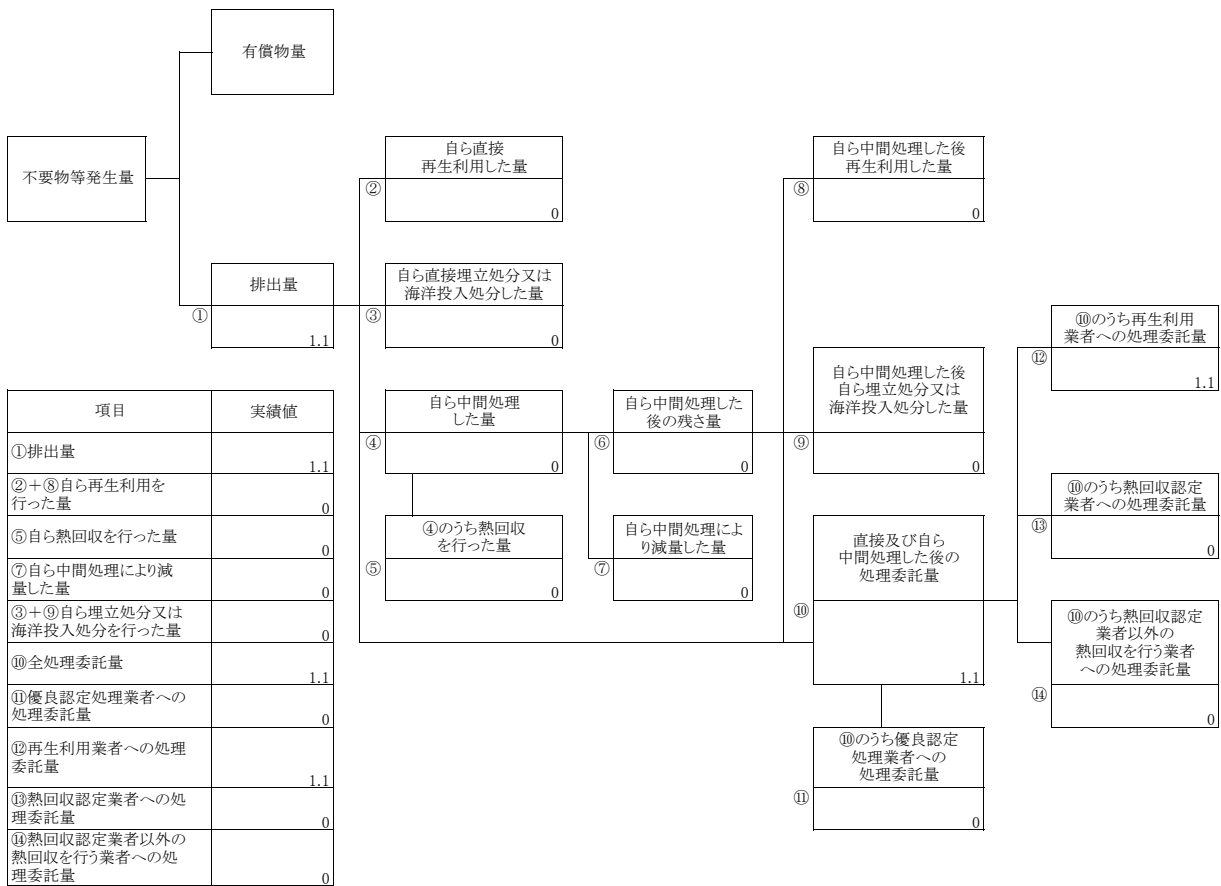 有償物量
不要物等発生量
排出量
①
1.1
自ら直接
再生利用した量
②
0
自ら直接埋立処分又は
海洋投入処分した量
③
0
自ら中間処理
した量
④
0
④のうち熱回収
を行った量
⑤
0
自ら中間処理した
後の残さ量
⑥
0
自ら中間処理によ
り減量した量
⑦
0
自ら中間処理した後
再生利用した量
⑧
0
自ら中間処理した後
自ら埋立処分又は
海洋投入処分した量
⑨
0
直接及び自ら
中間処理した後の
処理委託量
⑩
1.1
⑩のうち優良認定
処理業者への
処理委託量
⑪
0
⑩のうち再生利用
業者への処理委託量
⑫
1.1
⑩のうち熱回収認定
業者への処理委託量
⑬
0
⑩のうち熱回収認定
業者以外の
熱回収を行う業者
への処理委託量
⑭
0
項目 実績値
①排出量
1.1
②+⑧自ら再生利用を
行った量
0
⑤自ら熱回収を行った量
0
⑦自ら中間処理により減
量した量
0
③+⑨自ら埋立処分又は
海洋投入処分を行った量
0
⑩全処理委託量
1.1
⑪優良認定処理業者への
処理委託量
0
⑫再生利用業者への処理
委託量
1.1
⑬熱回収認定業者への処
理委託量
0
⑭熱回収認定業者以外の
熱回収を行う業者への処
理委託量
0